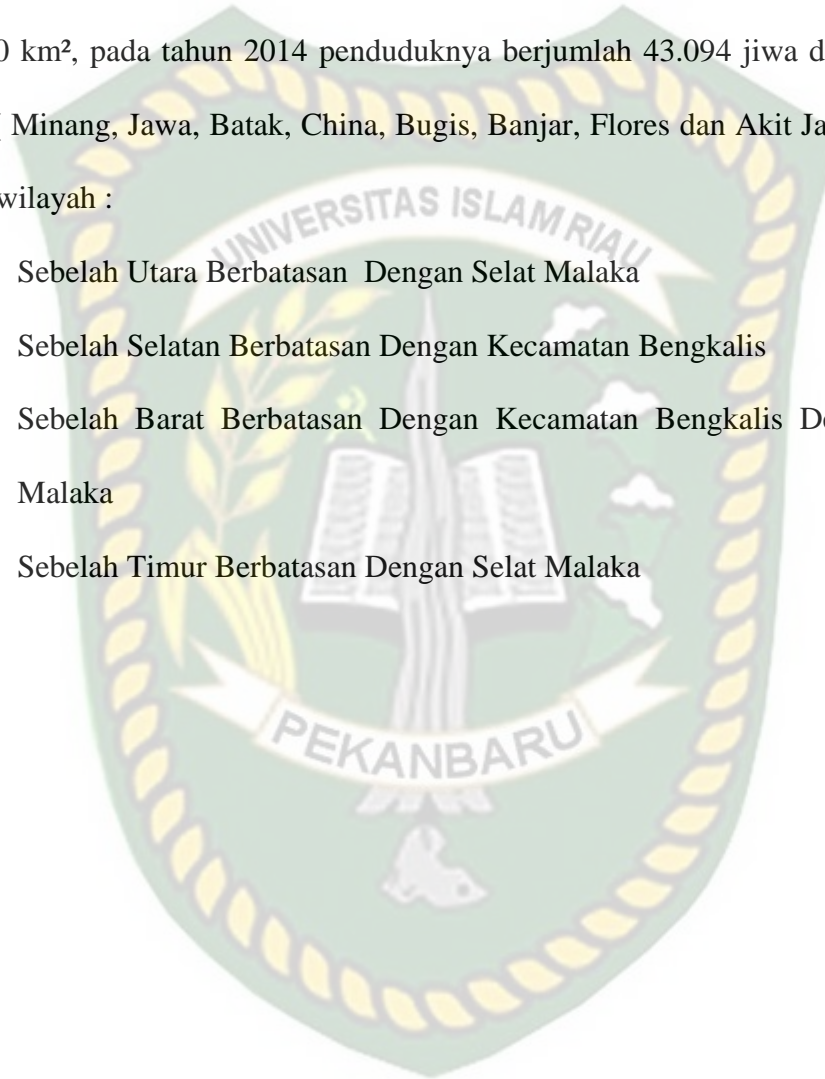 0 km², pada tahun 2014 penduduknya berjumlah 43.094 jiwa d
Minang, Jawa, Batak, China, Bugis, Banjar, Flores dan Akit Ja
wilayah :
UNIVERSITAS ISLAM RIAU
Sebelah Utara Berbatasan Dengan Selat Malaka
Sebelah Selatan Berbatasan Dengan Kecamatan Bengkalis
Sebelah Barat Berbatasan Dengan Kecamatan Bengkalis De
Malaka
Sebelah Timur Berbatasan Dengan Selat Malaka
PEKANBARU